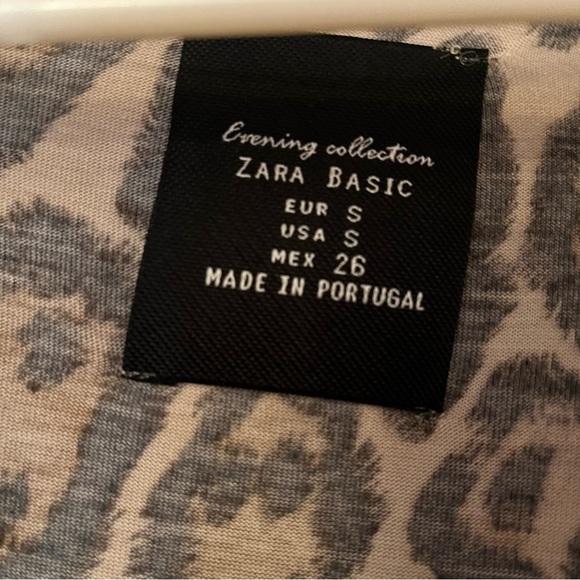 Evening collection
ZARA BASIC
EUR S
USA S
MEX 26
MADE IN PORTUGAL